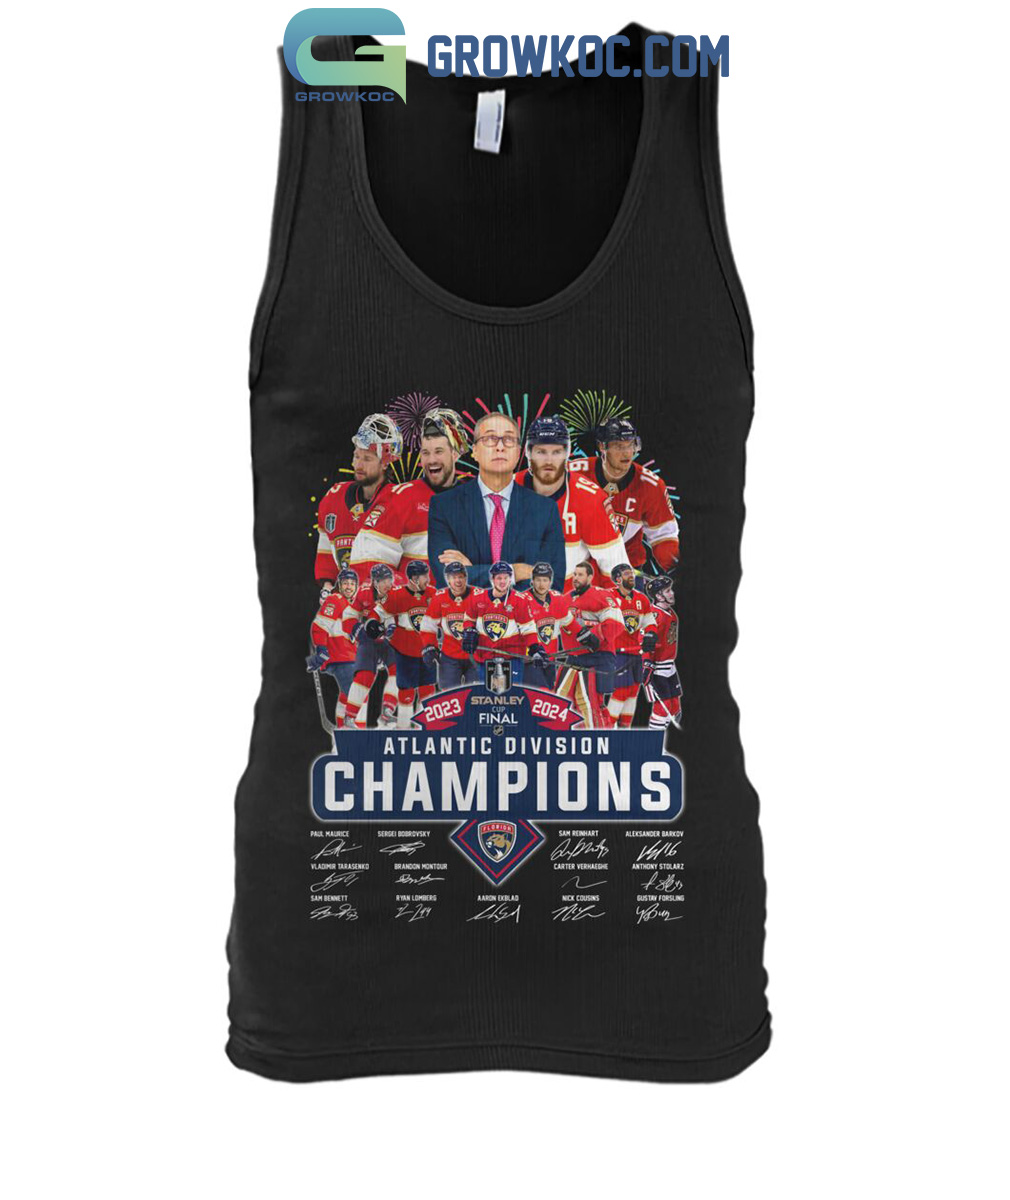 GROWKOC.COM
GROWKOC
19
16
A
C
2023 STANLEY CUP FINAL 2024
ATLANTIC DIVISION
CHAMPIONS
FLORIDA
PAUL MAURICE SERGEI BOBROVSKY SAM REINHART ALEKSANDER BARKOV
VLADIMIR TARASENKO BRANDON MONTOUR CARTER VERHAEGHE ANTHONY STOLARZ
SAM BENNETT RYAN LOMBERG AARON EKBLAD NICK COUSINS GUSTAV FORSLING